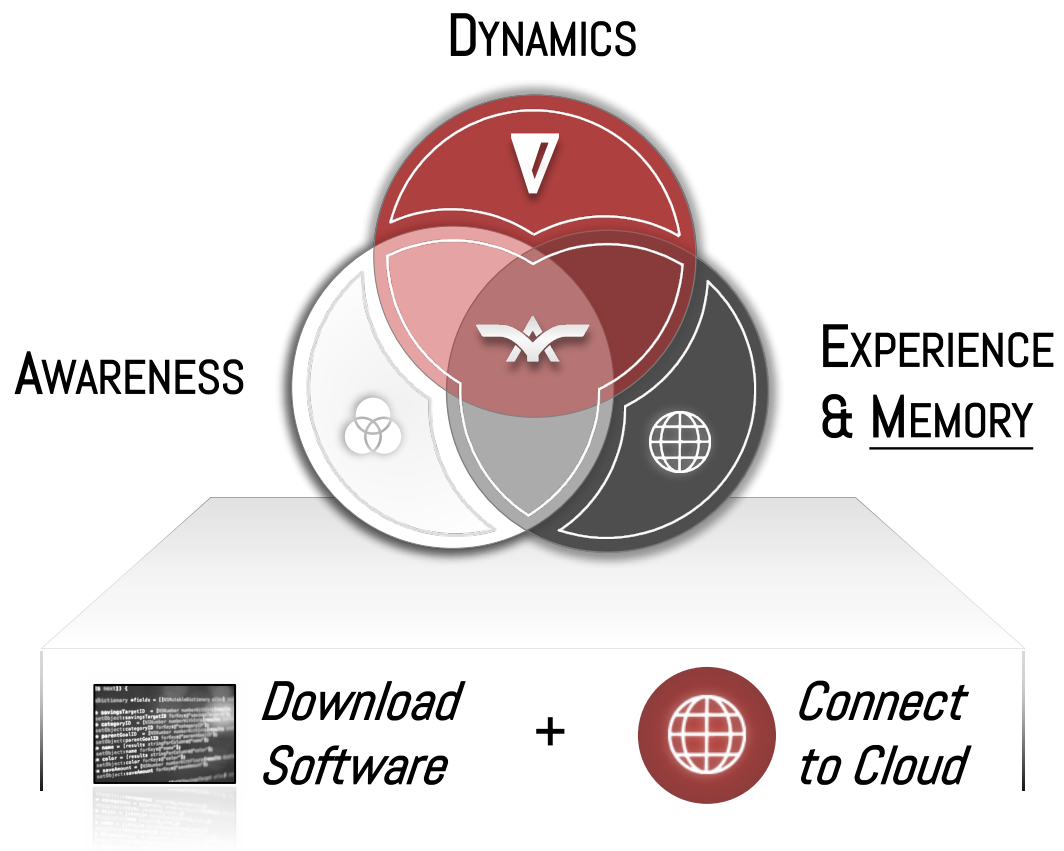 DYNAMICS
AWARENESS
EXPERIENCE
& MEMORY
Download
Software
+
Connect
to Cloud